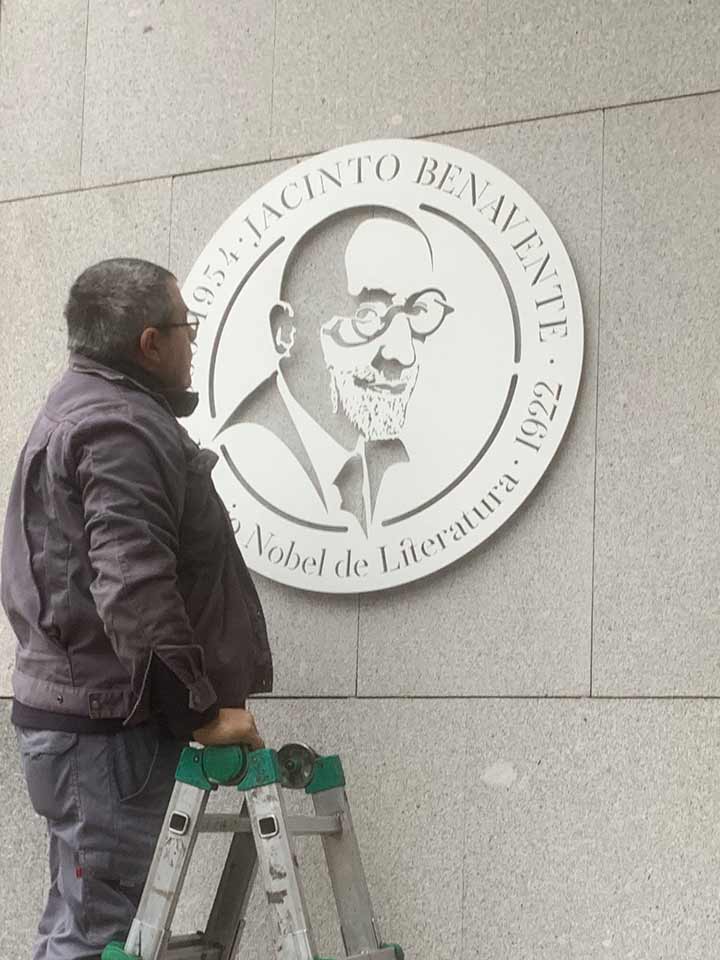 1954 · JACINTO BENAVENTE · 1922 ·
Nobel de Literatura